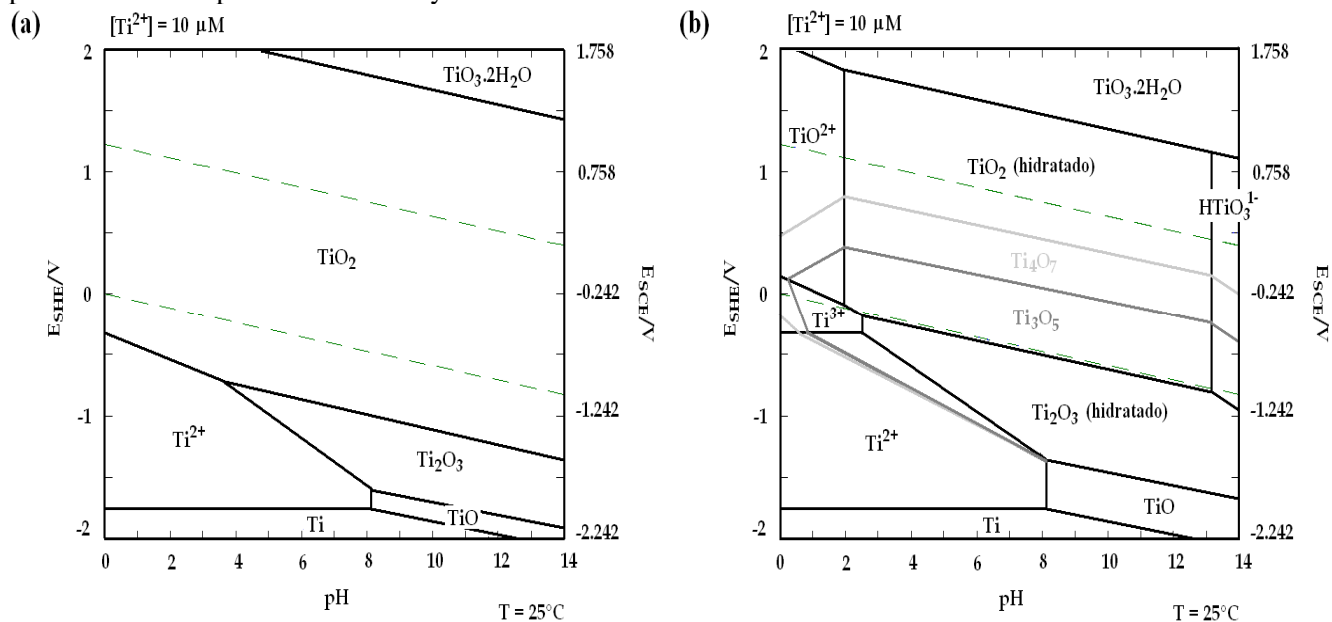 (a)
[Ti2+] = 10 µM
2
1
0
-1
-2
1.758
0.758
-0.242
-1.242
-2.242
ESHE/V
ESCE/V
TiO3.2H2O
TiO2
Ti2+
Ti2O3
TiO
Ti
0 2 4 6 8 10 12 14
pH
T = 25°C
(b)
[Ti2+] = 10 µM
2
1
0
-1
-2
1.758
0.758
-0.242
-1.242
-2.242
ESHE/V
ESCE/V
TiO3.2H2O
TiO2+
TiO2 (hidratado)
HTiO31-
Ti4O7
Ti3O5
Ti3+
Ti2O3 (hidratado)
Ti2+
TiO
Ti
0 2 4 6 8 10 12 14
pH
T = 25°C